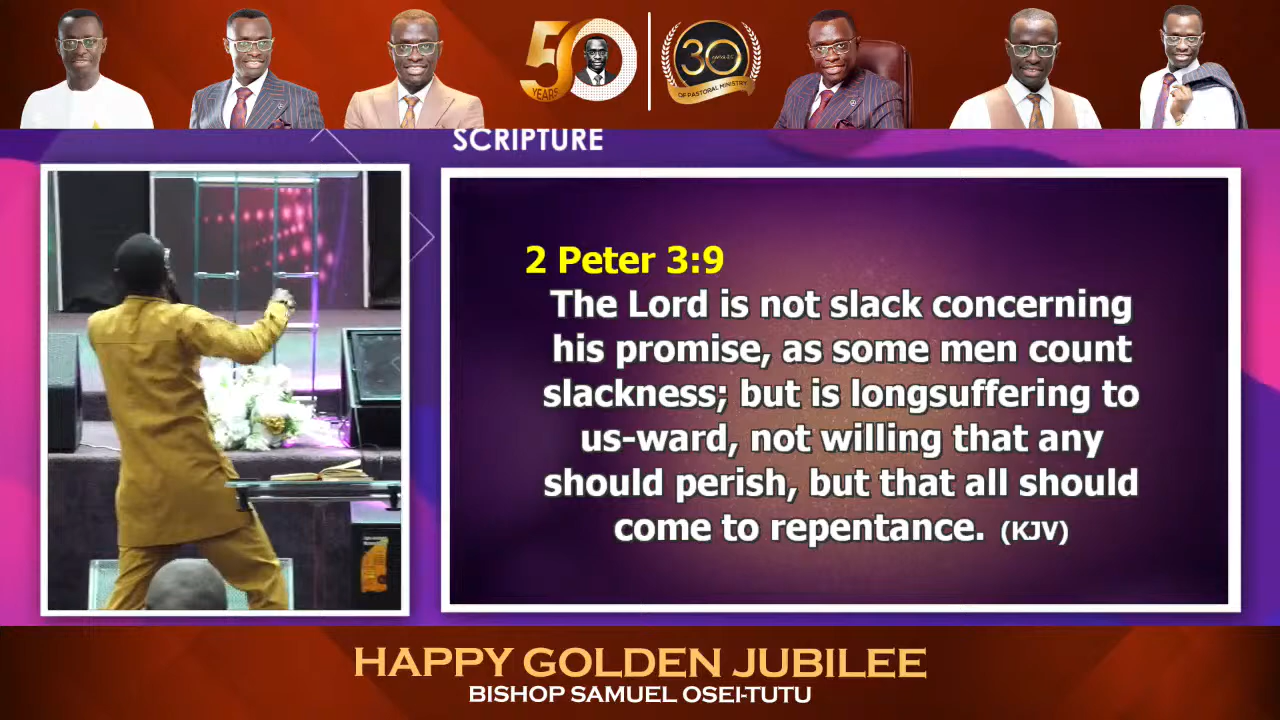 50
YEARS
30
YEARS
OF PASTORAL MINISTRY
SCRIPTURE
2 Peter 3:9
The Lord is not slack concerning
his promise, as some men count
slackness; but is longsuffering to
us-ward, not willing that any
should perish, but that all should
come to repentance. (KJV)
HAPPY GOLDEN JUBILEE
BISHOP SAMUEL OSEI-TUTU